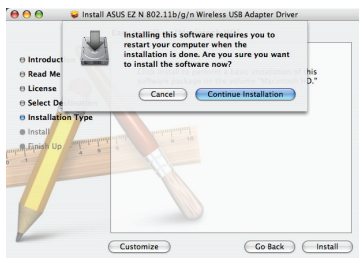 Install ASUS EZ N 802.11b/g/n Wireless USB Adapter Driver
Installing this software requires you to
restart your computer when the
installation is done. Are you sure you want
to install the software now?
Cancel
Continue Installation
Introduct
Read Me
License
Select De
Installation Type
Install
Finish Up
his
D."
Customize
Go Back
Install